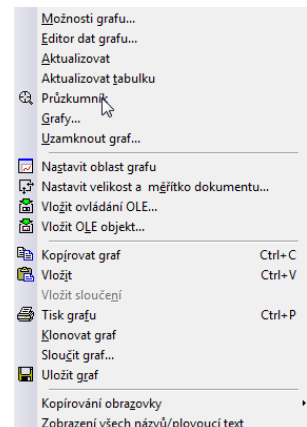 Možnosti grafu...
Editor dat grafu...
Aktualizovat
Aktualizovat tabulku
Průzkumník
Grafy...
Uzamknout graf...
Nastavit oblast grafu
Nastavit velikost a měřítko dokumentu...
Vložit ovládání OLE...
Vložit OLE objekt...
Kopírovat graf Ctrl+C
Vložit Ctrl+V
Vložit sloučení
Tisk grafu Ctrl+P
Klonovat graf
Sloučit graf...
Uložit graf
Kopírování obrazovky
Zobrazení všech názvů/plovoucí text